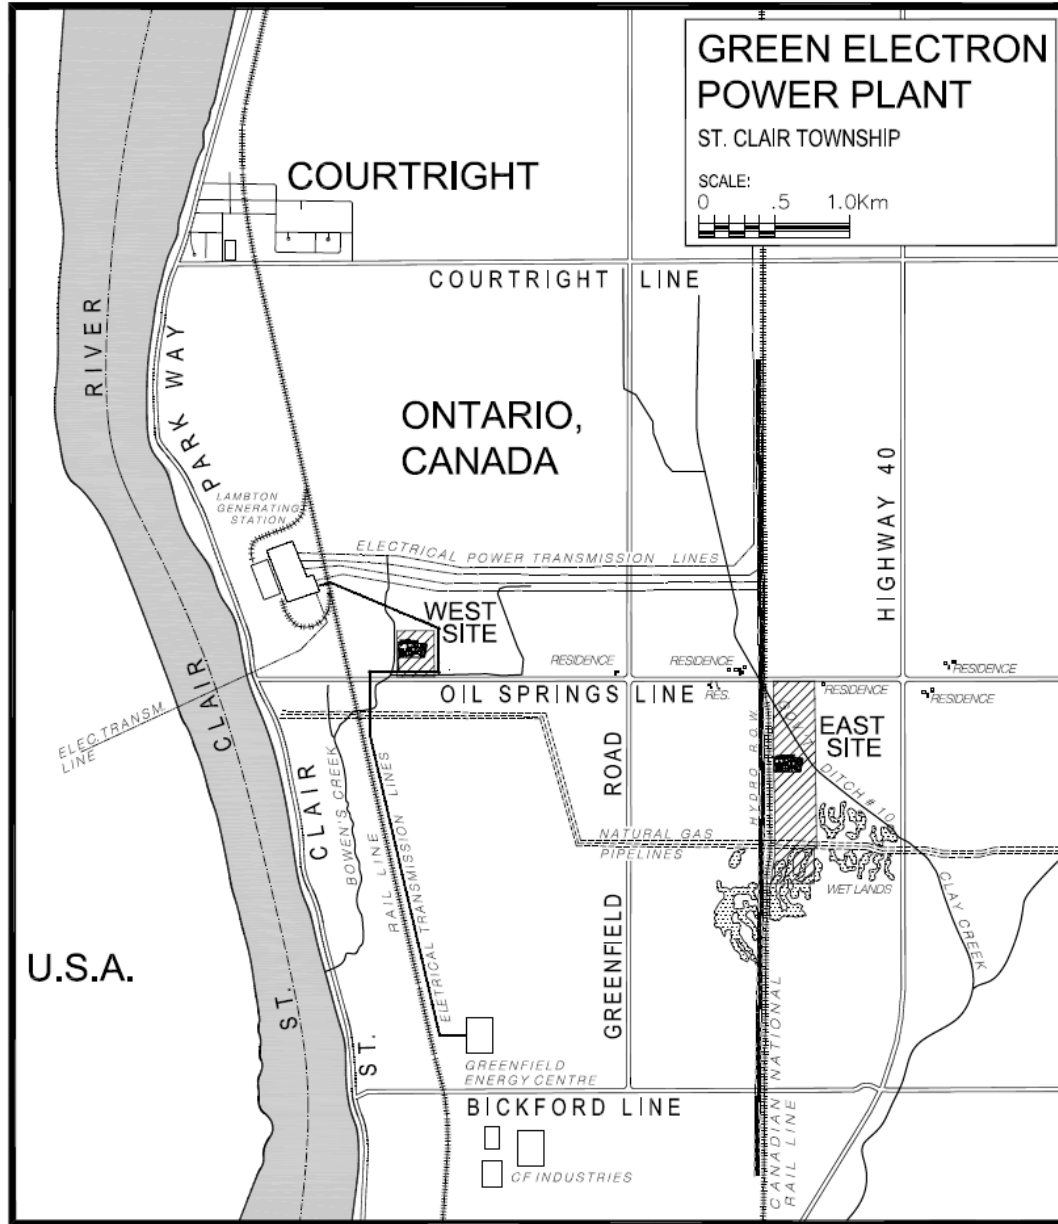 GREEN ELECTRON
POWER PLANT
ST. CLAIR TOWNSHIP
SCALE:
0 .5 1.0Km
COURTRIGHT
COURTRIGHT LINE
RIVER
PARK WAY
ONTARIO,
CANADA
HIGHWAY 40
LAMBTON
GENERATING
STATION
ELECTRICAL POWER TRANSMISSION LINES
WEST
SITE
RESIDENCE
RESIDENCE
RESIDENCE
RES.
RESIDENCE
RESIDENCE
OIL SPRINGS LINE
ELEC.TRANSM.
LINE
CLAIR
EAST
SITE
HYDRO ROW
DITCH # 10
ROAD
CLAIR
BOWEN'S CREEK
RAIL LINE
ELETRICAL TRANSMISSION LINES
NATURAL GAS
PIPELINES
WET LANDS
CLAY CREEK
GREENFIELD
U.S.A.
ST.
ST.
GREENFIELD
ENERGY CENTRE
CANADIAN NATIONAL
RAIL LINE
BICKFORD LINE
CF INDUSTRIES